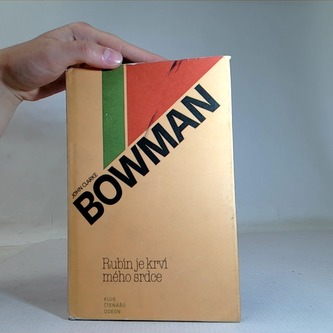 JOHN CLARKE
BOWMAN
Rubín je krví
mého srdce
KLUB
ČTENÁŘŮ
ODEON